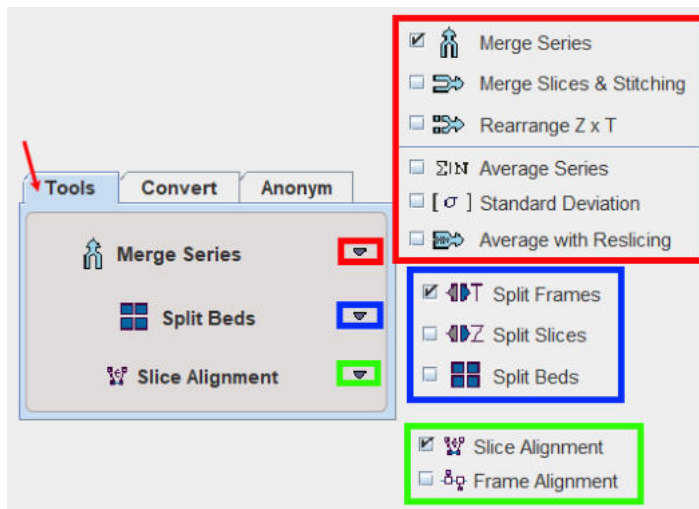 Merge Series
Merge Slices & Stitching
Rearrange Z x T
Σ|N Average Series
[ σ ] Standard Deviation
Average with Reslicing
Tools Convert Anonym
Merge Series
Split Beds
Slice Alignment
T Split Frames
Z Split Slices
Split Beds
Slice Alignment
Frame Alignment